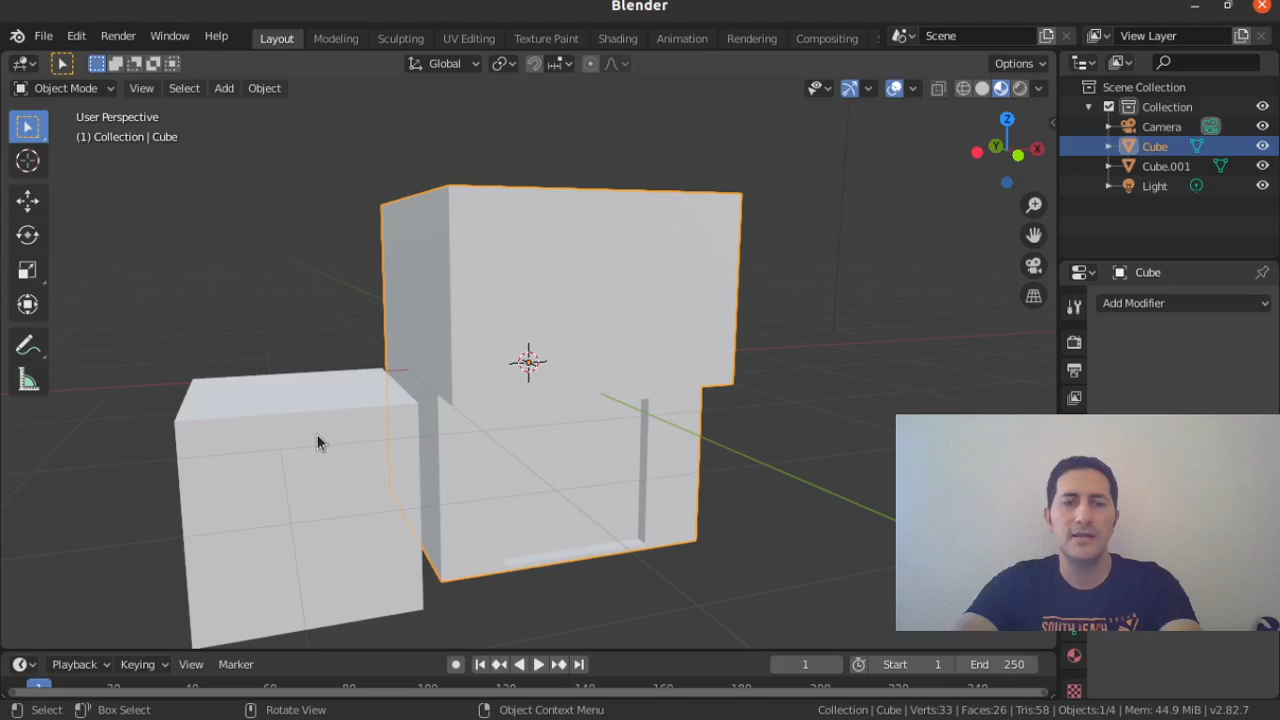 Blender
File Edit Render Window Help
Layout Modeling Sculpting UV Editing Texture Paint Shading Animation Rendering Compositing
Scene
View Layer
Global
Options
Object Mode View Select Add Object
User Perspective
(1) Collection | Cube
Z
Y
X
Scene Collection
Collection
Camera
Cube
Cube.001
Light
Cube
Add Modifier
Playback Keying View Marker
1
Start 1
End 250
1
Select Box Select Rotate View Object Context Menu
Collection | Cube | Verts:33 | Faces:26 | Tris:58 | Objects:1/4 | Mem: 44.9 MiB | v2.82.7